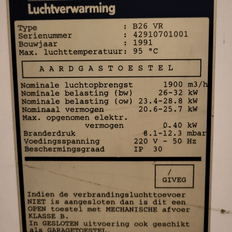 Luchtverwarming
Type : B26 VR
Serienummer : 42910701001
Bouwjaar : 1991
Max. luchttemperatuur: 95 °C
AARDGASTOESTEL
Nominale luchtopbrengst 1900 m3/h
Nominale belasting (bw) 26-32 kW
Nominale belasting (ow) 23.4-28.8 kW
Nominaal vermogen 20.6-25.7 kW
Max. opgenomen elektr.
vermogen 0.40 kW
Branderdruk 8.1-12.3 mbar
Voedingsspanning 220 V - 50 Hz
Beschermingsgraad IP 30
/
GIVEG
Indien de verbrandingsluchttoevoer
NIET is aangesloten dan is dit een
OPEN toestel met MECHANISCHE afvoer
KLASSE B.
In GESLOTEN uitvoering ook geschikt
als GARAGETOESTEL